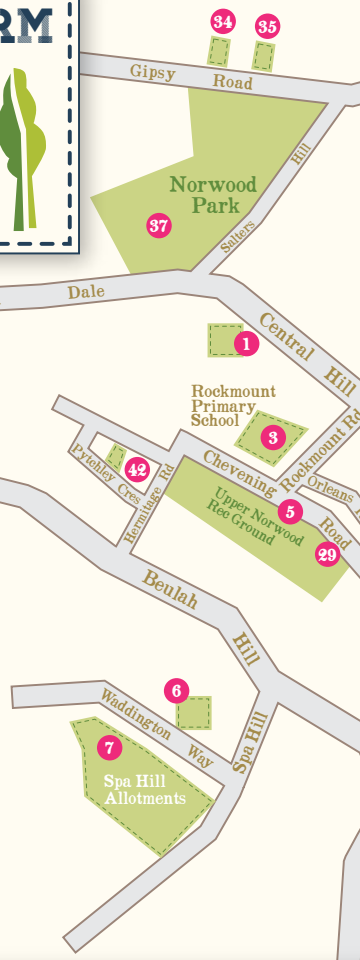 RM
34
35
Gipsy Road
Hill
Salters
Norwood
Park
37
Dale
Central Hill
1
Rockmount
Primary
School
3
Rockmount Rd
Chevening
Road
Orleans
42
Pytchley Cres
Hermitage Rd
Upper Norwood
Rec Ground
5
29
Beulah
Hill
6
Waddington Way
Spa Hill
7
Spa Hill
Allotments